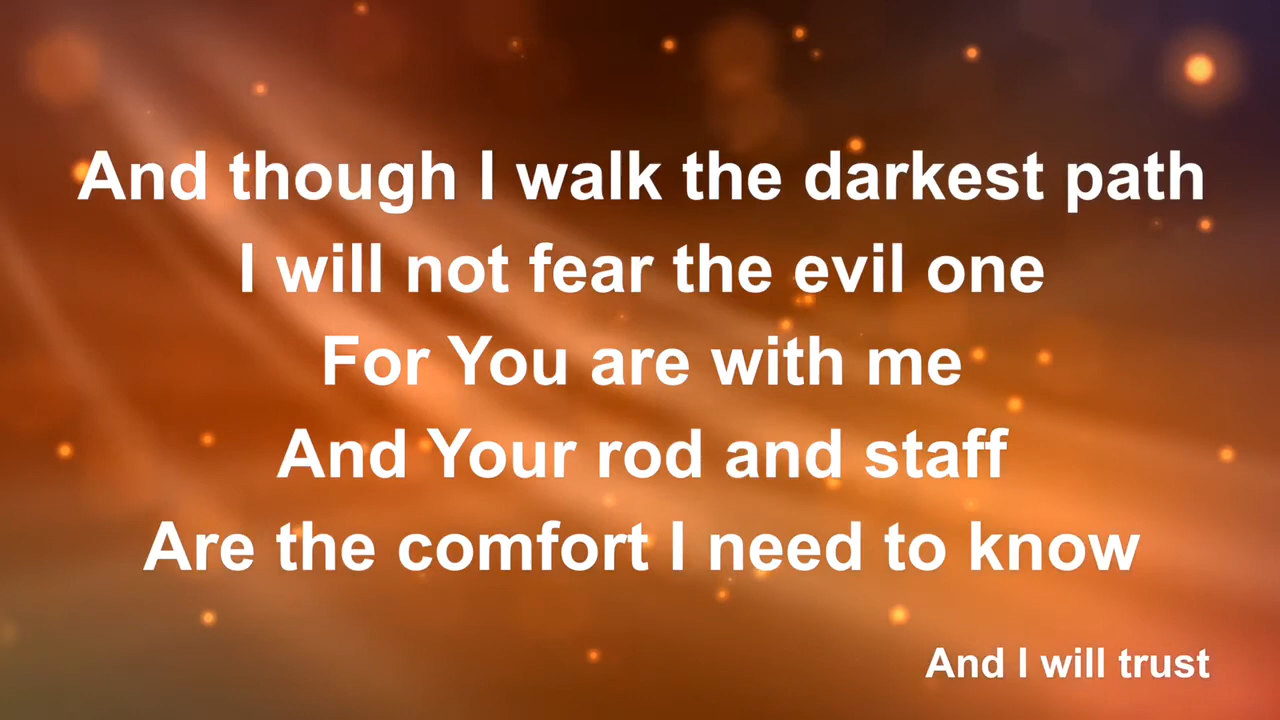 And though I walk the darkest path
I will not fear the evil one
For You are with me
And Your rod and staff
Are the comfort I need to know
And I will trust